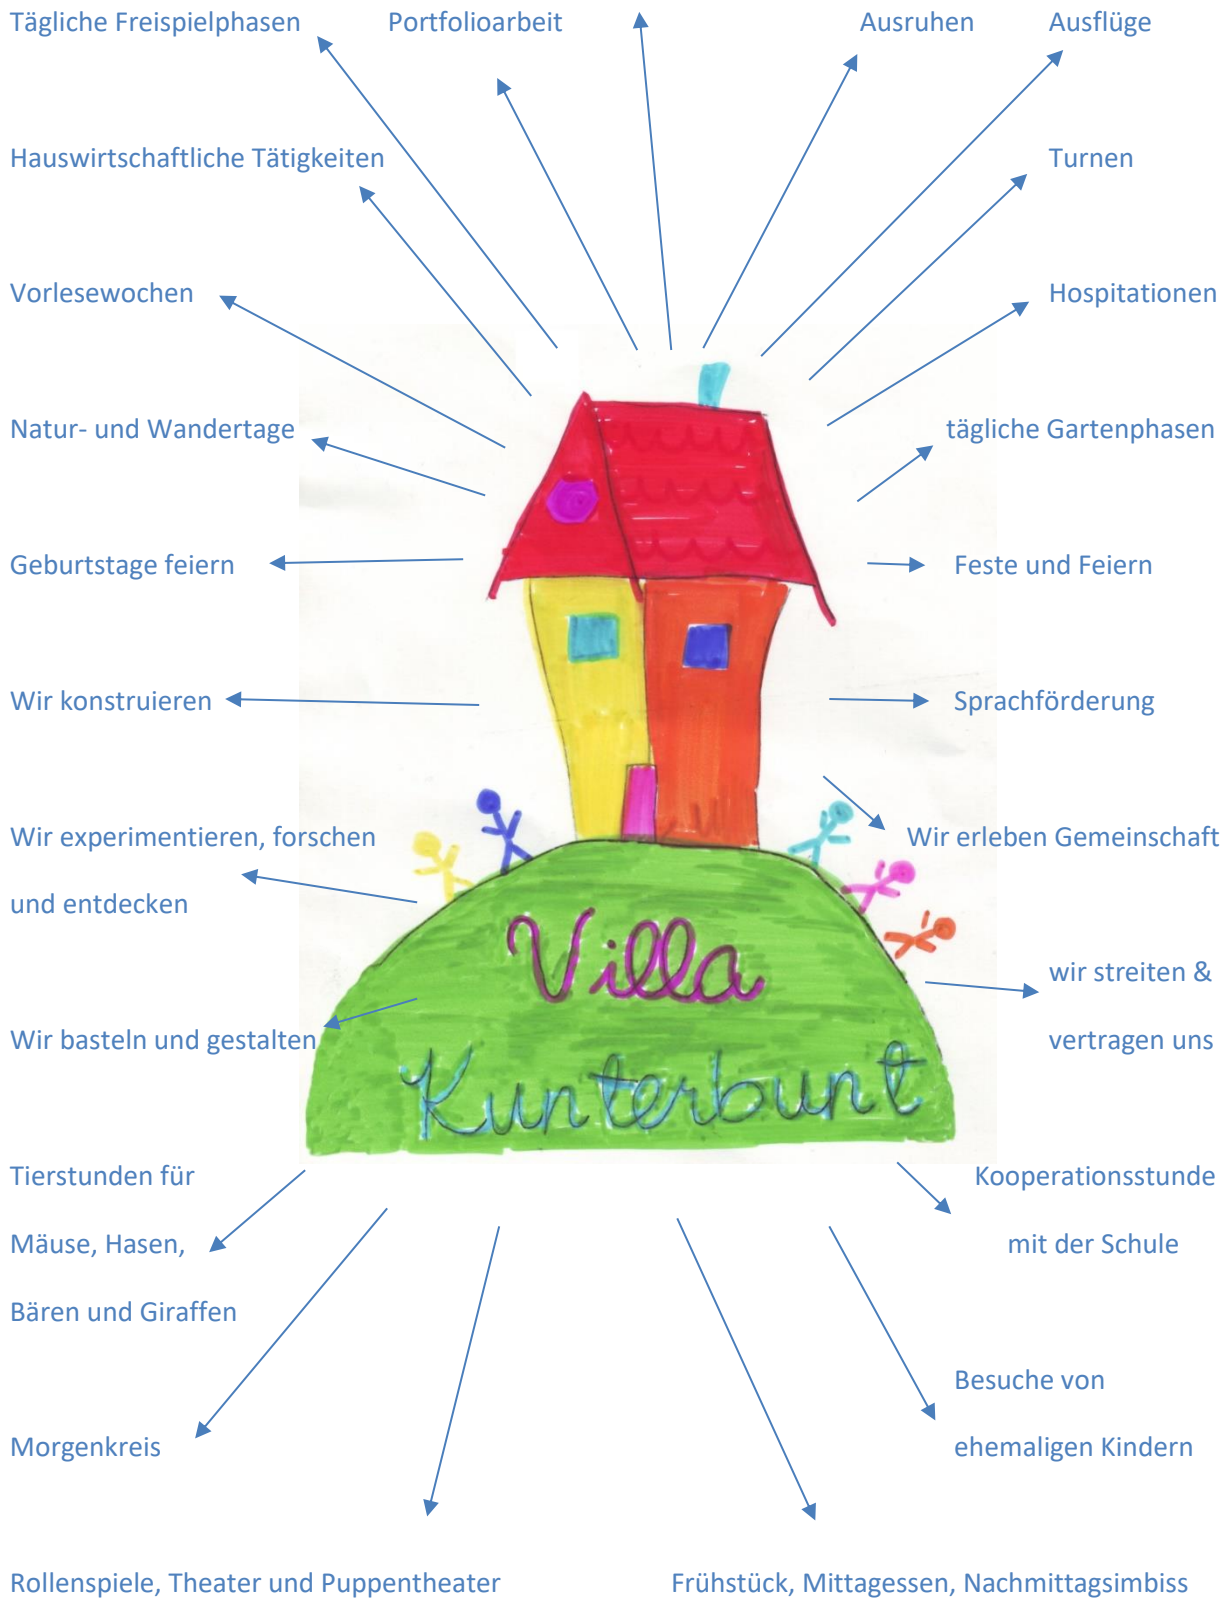 Tägliche Freispielphasen Portfolioarbeit Ausruhen Ausflüge
Hauswirtschaftliche Tätigkeiten Turnen
Vorlesewochen Hospitationen
Natur- und Wandertage tägliche Gartenphasen
Geburtstage feiern Feste und Feiern
Wir konstruieren Sprachförderung
Wir experimentieren, forschen Wir erleben Gemeinschaft
und entdecken
Villa
wir streiten &
Wir basteln und gestalten vertragen uns
Kunterbunt
Tierstunden für Kooperationsstunde
Mäuse, Hasen, mit der Schule
Bären und Giraffen
Besuche von
Morgenkreis ehemaligen Kindern
Rollenspiele, Theater und Puppentheater Frühstück, Mittagessen, Nachmittagsimbiss